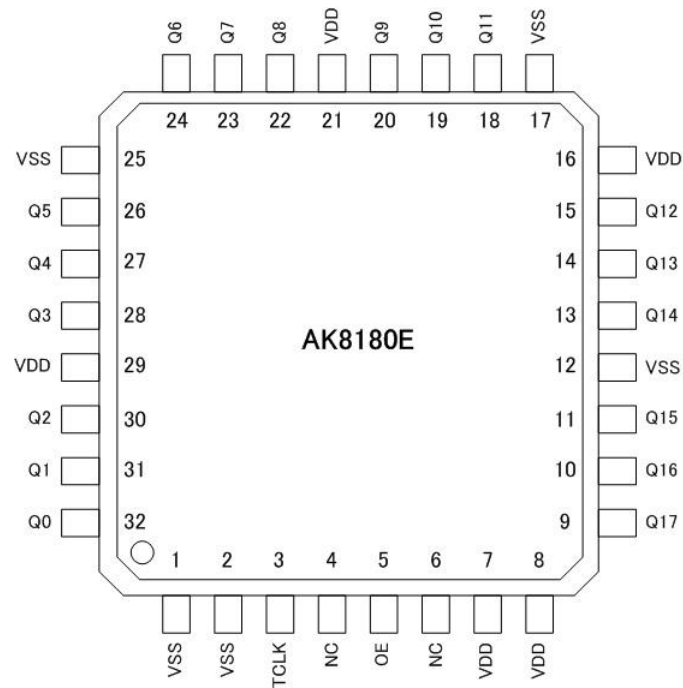 Q6 Q7 Q8 VDD Q9 Q10 Q11 VSS
24 23 22 21 20 19 18 17
VSS 25 16 VDD
Q5 26 15 Q12
Q4 27 14 Q13
Q3 28 13 Q14
AK8180E
VDD 29 12 VSS
Q2 30 11 Q15
Q1 31 10 Q16
Q0 32 9 Q17
1 2 3 4 5 6 7 8
VSS VSS TCLK NC OE NC VDD VDD